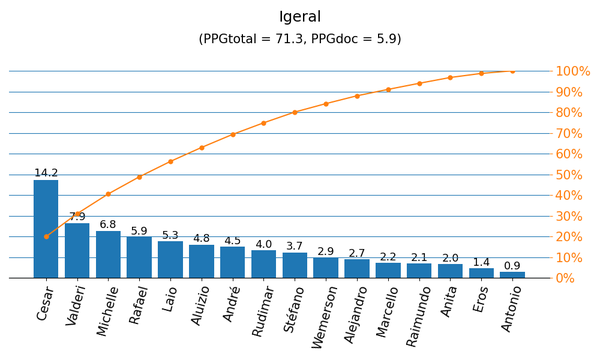 Igeral
(PPGtotal = 71.3, PPGdoc = 5.9)
100%
90%
80%
70%
60%
50%
40%
30%
20%
10%
0%
14.2
7.9
6.8
5.9
5.3
4.8
4.5
4.0
3.7
2.9
2.7
2.2
2.1
2.0
1.4
0.9
Cesar
Valderi
Michelle
Rafael
Laio
Aluizio
André
Rudimar
Stéfano
Wemerson
Alejandro
Marcello
Raimundo
Anita
Eros
Antonio